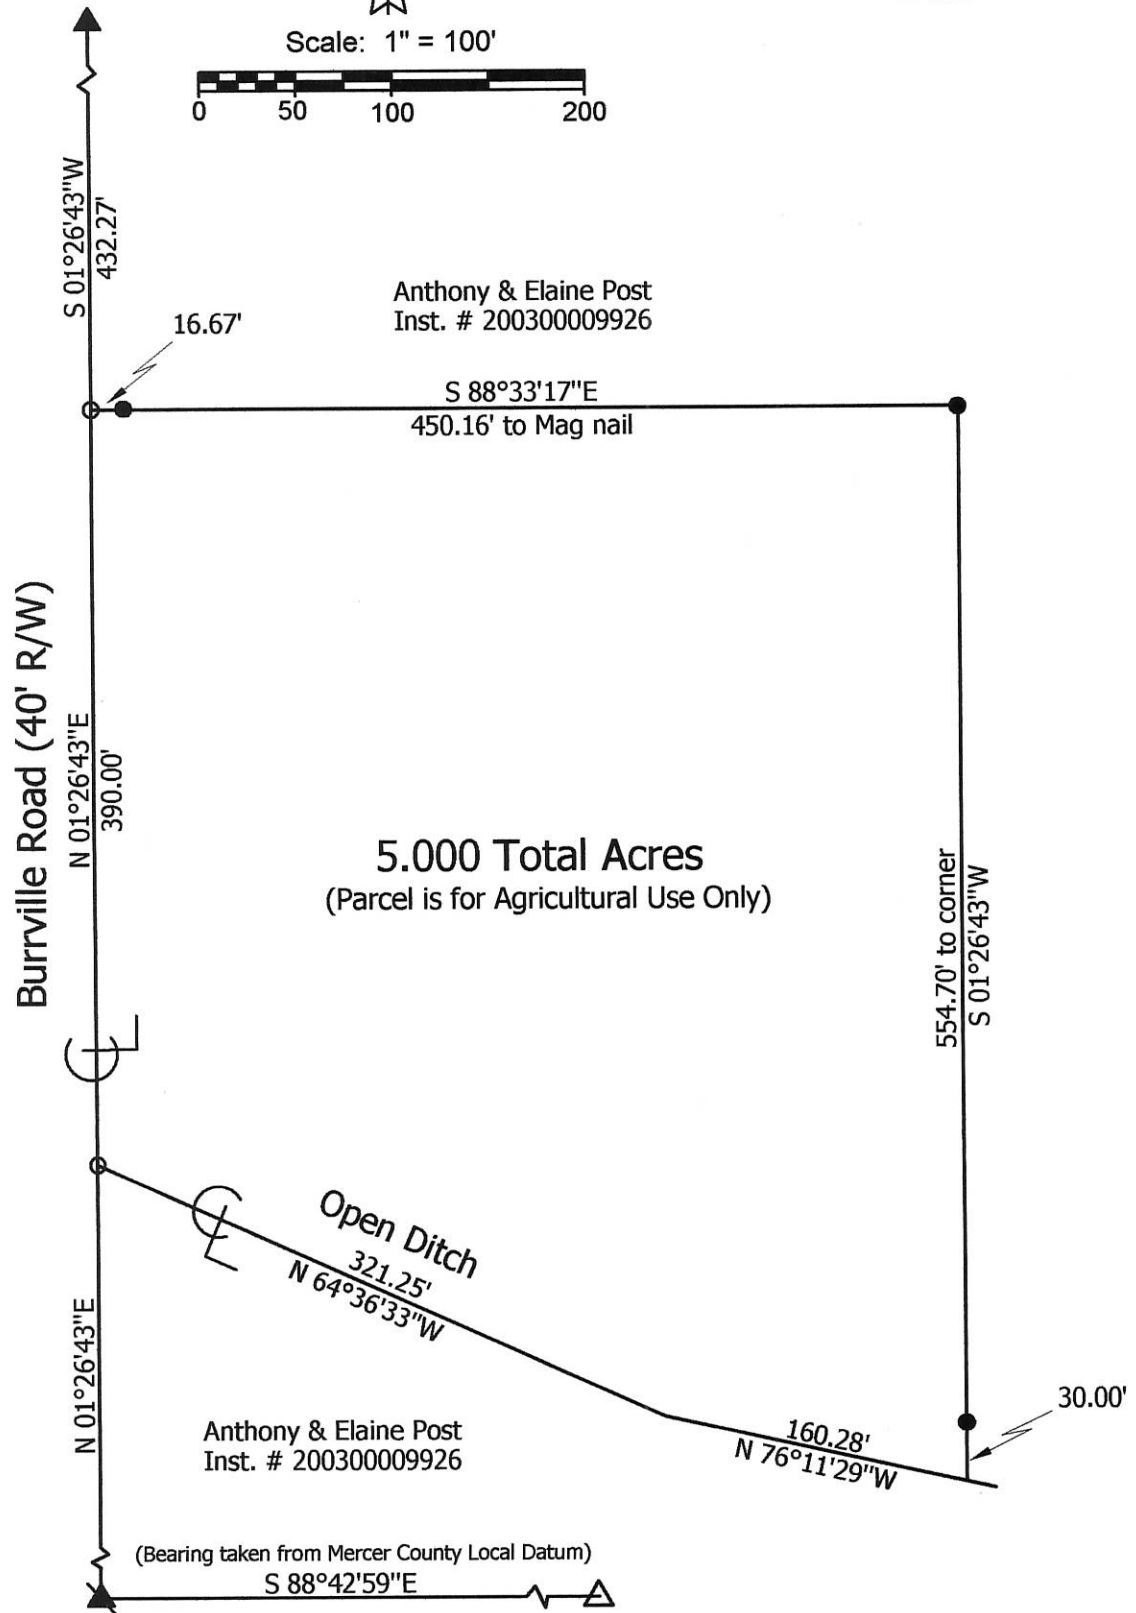 Scale: 1" = 100'
0 50 100 200
S 01°26'43"W
432.27'
Anthony & Elaine Post
Inst. # 200300009926
16.67'
S 88°33'17"E
450.16' to Mag nail
Burrville Road (40' R/W)
N 01°26'43"E
390.00'
5.000 Total Acres
(Parcel is for Agricultural Use Only)
554.70' to corner
S 01°26'43"W
Open Ditch
321.25'
N 64°36'33"W
N 01°26'43"E
Anthony & Elaine Post
Inst. # 200300009926
160.28'
N 76°11'29"W
30.00'
(Bearing taken from Mercer County Local Datum)
S 88°42'59"E